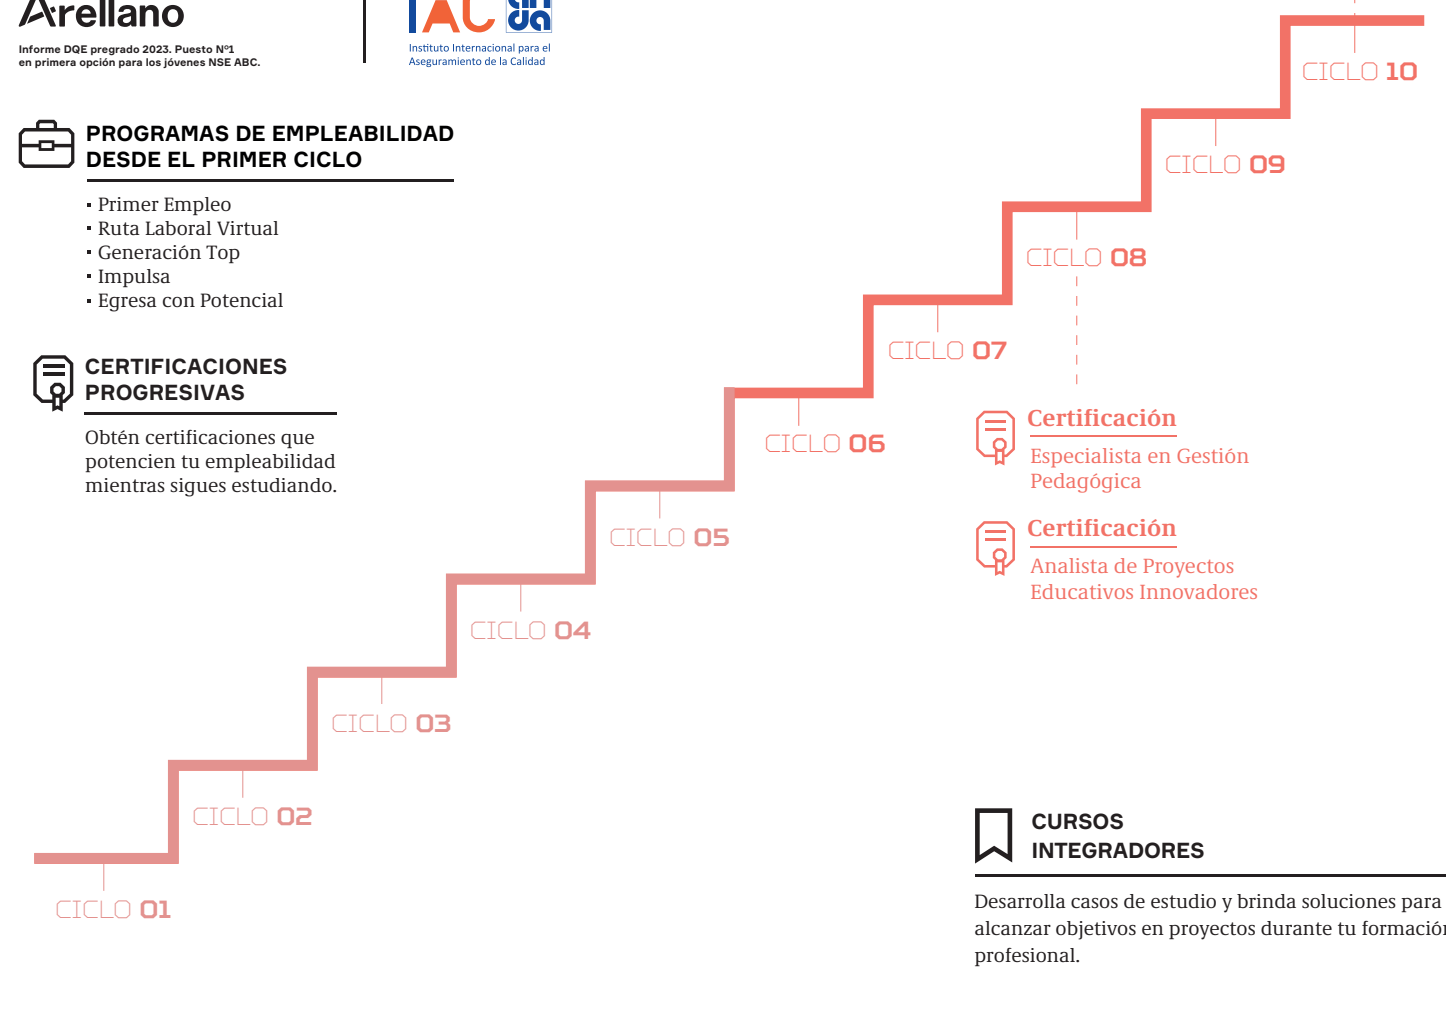 Arellano
Informe DQE pregrado 2023. Puesto Nº1
en primera opción para los jóvenes NSE ABC.
IAC
Instituto Internacional para el
Aseguramiento de la Calidad
PROGRAMAS DE EMPLEABILIDAD
DESDE EL PRIMER CICLO
▪ Primer Empleo
▪ Ruta Laboral Virtual
▪ Generación Top
▪ Impulsa
▪ Egresa con Potencial
CERTIFICACIONES
PROGRESIVAS
Obtén certificaciones que
potencien tu empleabilidad
mientras sigues estudiando.
CICLO 10
CICLO 09
CICLO 08
CICLO 07
CICLO 06
CICLO 05
CICLO 04
CICLO 03
CICLO 02
CICLO 01
Certificación
Especialista en Gestión
Pedagógica
Certificación
Analista de Proyectos
Educativos Innovadores
CURSOS
INTEGRADORES
Desarrolla casos de estudio y brinda soluciones para
alcanzar objetivos en proyectos durante tu formación
profesional.